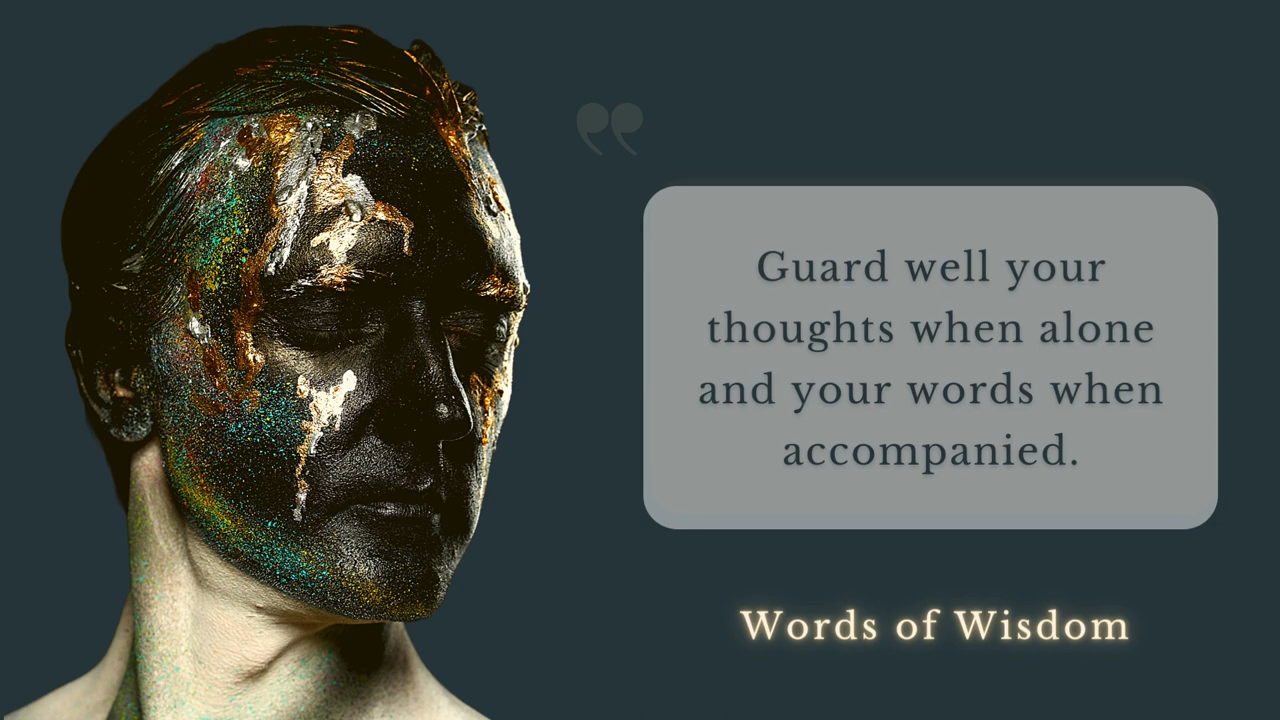 ❜❜
Guard well your
thoughts when alone
and your words when
accompanied.
Words of Wisdom